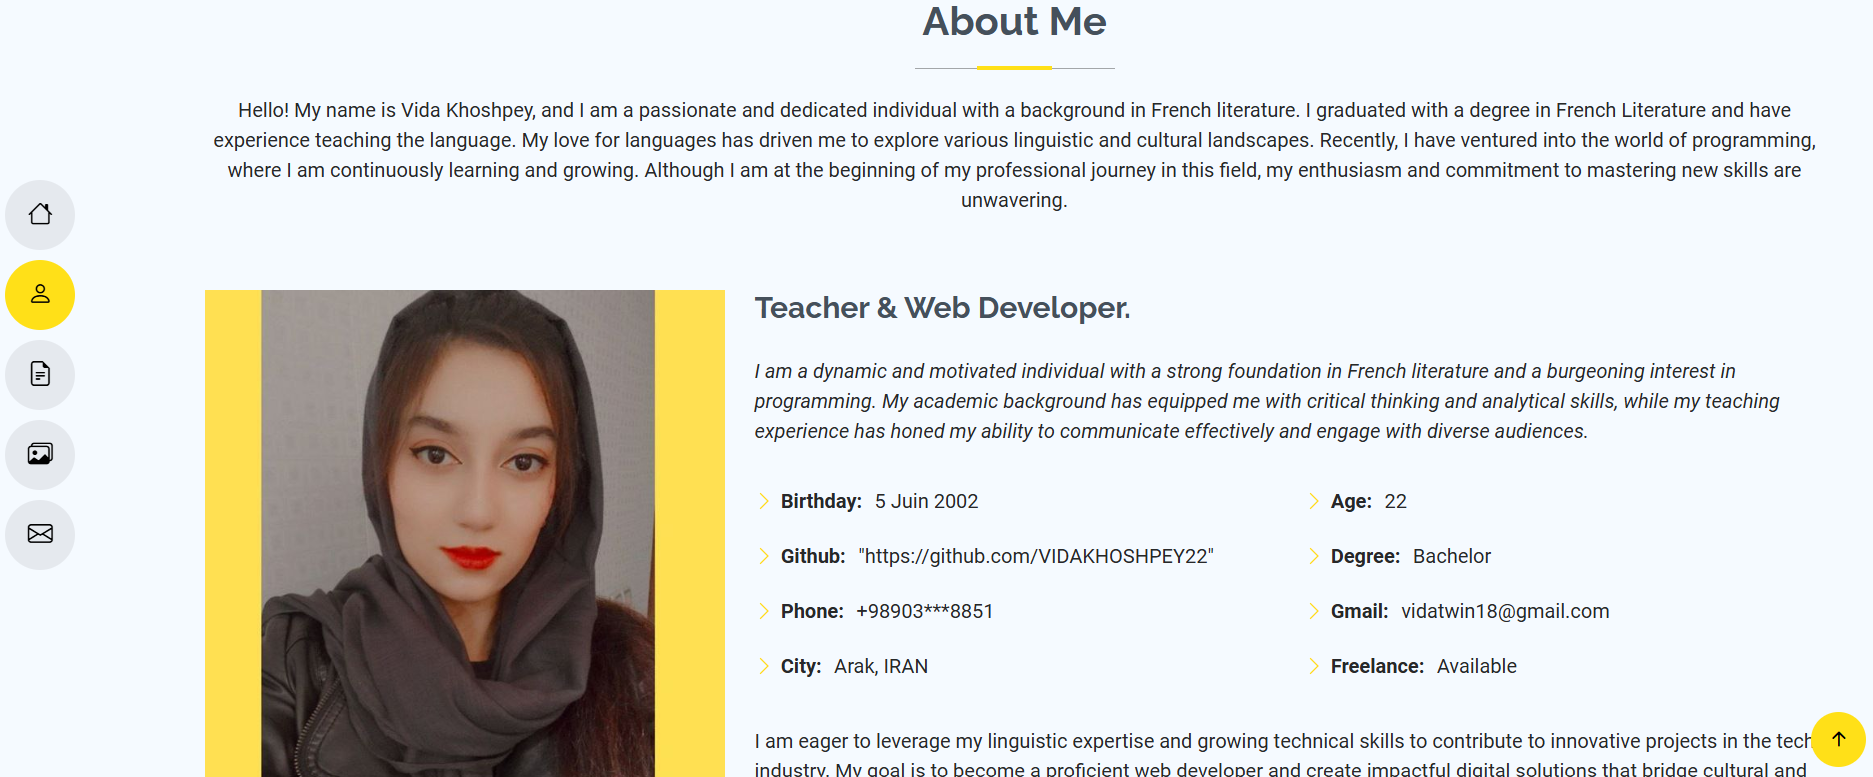 About Me
Hello! My name is Vida Khoshpey, and I am a passionate and dedicated individual with a background in French literature. I graduated with a degree in French Literature and have
experience teaching the language. My love for languages has driven me to explore various linguistic and cultural landscapes. Recently, I have ventured into the world of programming,
where I am continuously learning and growing. Although I am at the beginning of my professional journey in this field, my enthusiasm and commitment to mastering new skills are
unwavering.
Teacher & Web Developer.
I am a dynamic and motivated individual with a strong foundation in French literature and a burgeoning interest in
programming. My academic background has equipped me with critical thinking and analytical skills, while my teaching
experience has honed my ability to communicate effectively and engage with diverse audiences.
Birthday: 5 Juin 2002
Age: 22
Github: "https://github.com/VIDAKHOSHPEY22"
Degree: Bachelor
Phone: +98903***8851
Gmail: vidatwin18@gmail.com
City: Arak, IRAN
Freelance: Available
I am eager to leverage my linguistic expertise and growing technical skills to contribute to innovative projects in the tech
industry. My goal is to become a proficient web developer and create impactful digital solutions that bridge cultural and